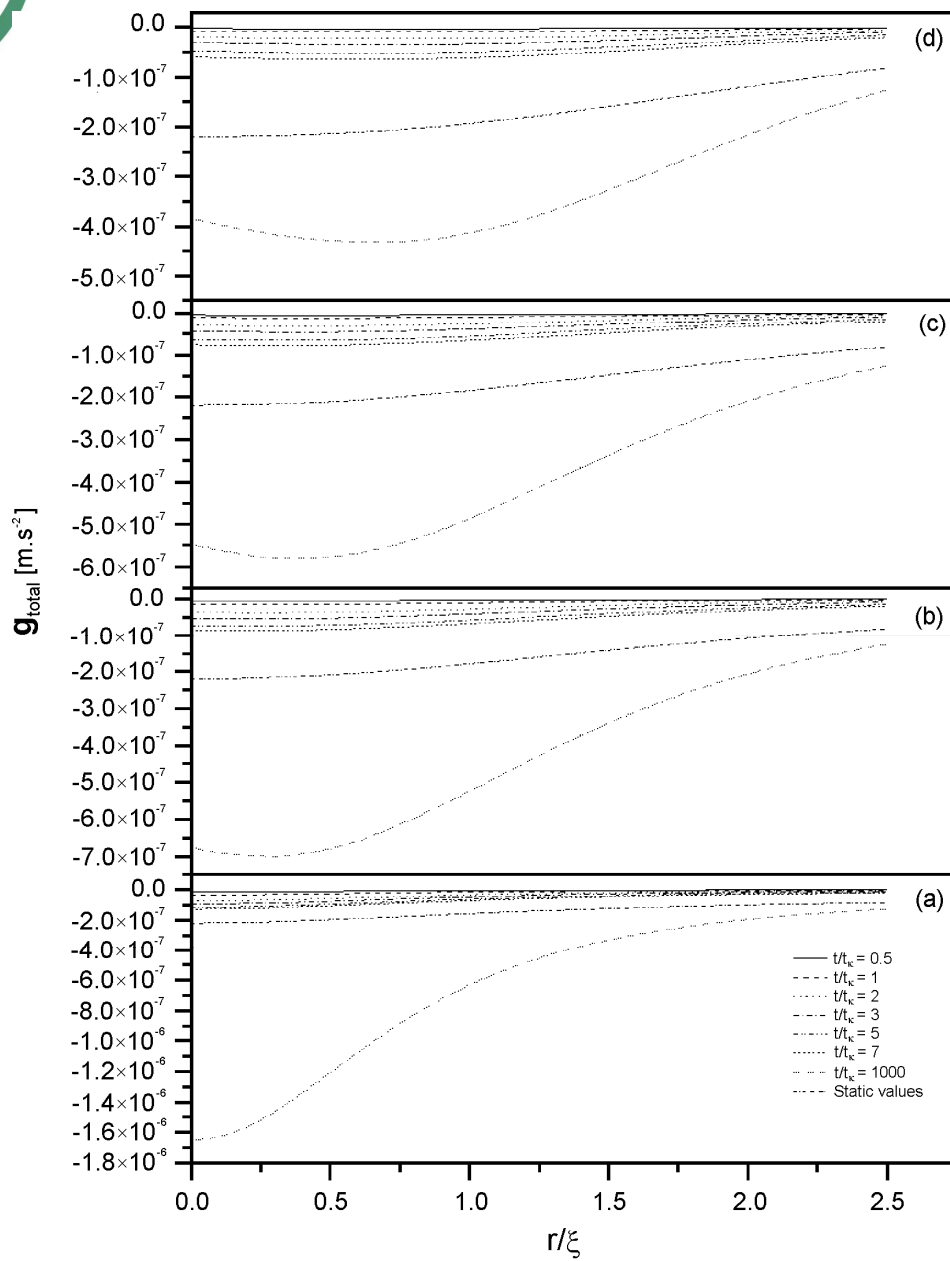 0.0
-1.0×10⁻⁷
-2.0×10⁻⁷
-3.0×10⁻⁷
-4.0×10⁻⁷
-5.0×10⁻⁷
(d)
0.0
-1.0×10⁻⁷
-2.0×10⁻⁷
-3.0×10⁻⁷
-4.0×10⁻⁷
-5.0×10⁻⁷
-6.0×10⁻⁷
(c)
g_total [m.s⁻²]
0.0
-1.0×10⁻⁷
-2.0×10⁻⁷
-3.0×10⁻⁷
-4.0×10⁻⁷
-5.0×10⁻⁷
-6.0×10⁻⁷
-7.0×10⁻⁷
(b)
0.0
-2.0×10⁻⁷
-4.0×10⁻⁷
-6.0×10⁻⁷
-8.0×10⁻⁷
-1.0×10⁻⁶
-1.2×10⁻⁶
-1.4×10⁻⁶
-1.6×10⁻⁶
-1.8×10⁻⁶
(a)
t/tκ = 0.5
t/tκ = 1
t/tκ = 2
t/tκ = 3
t/tκ = 5
t/tκ = 7
t/tκ = 1000
Static values
0.0 0.5 1.0 1.5 2.0 2.5
r/ξ